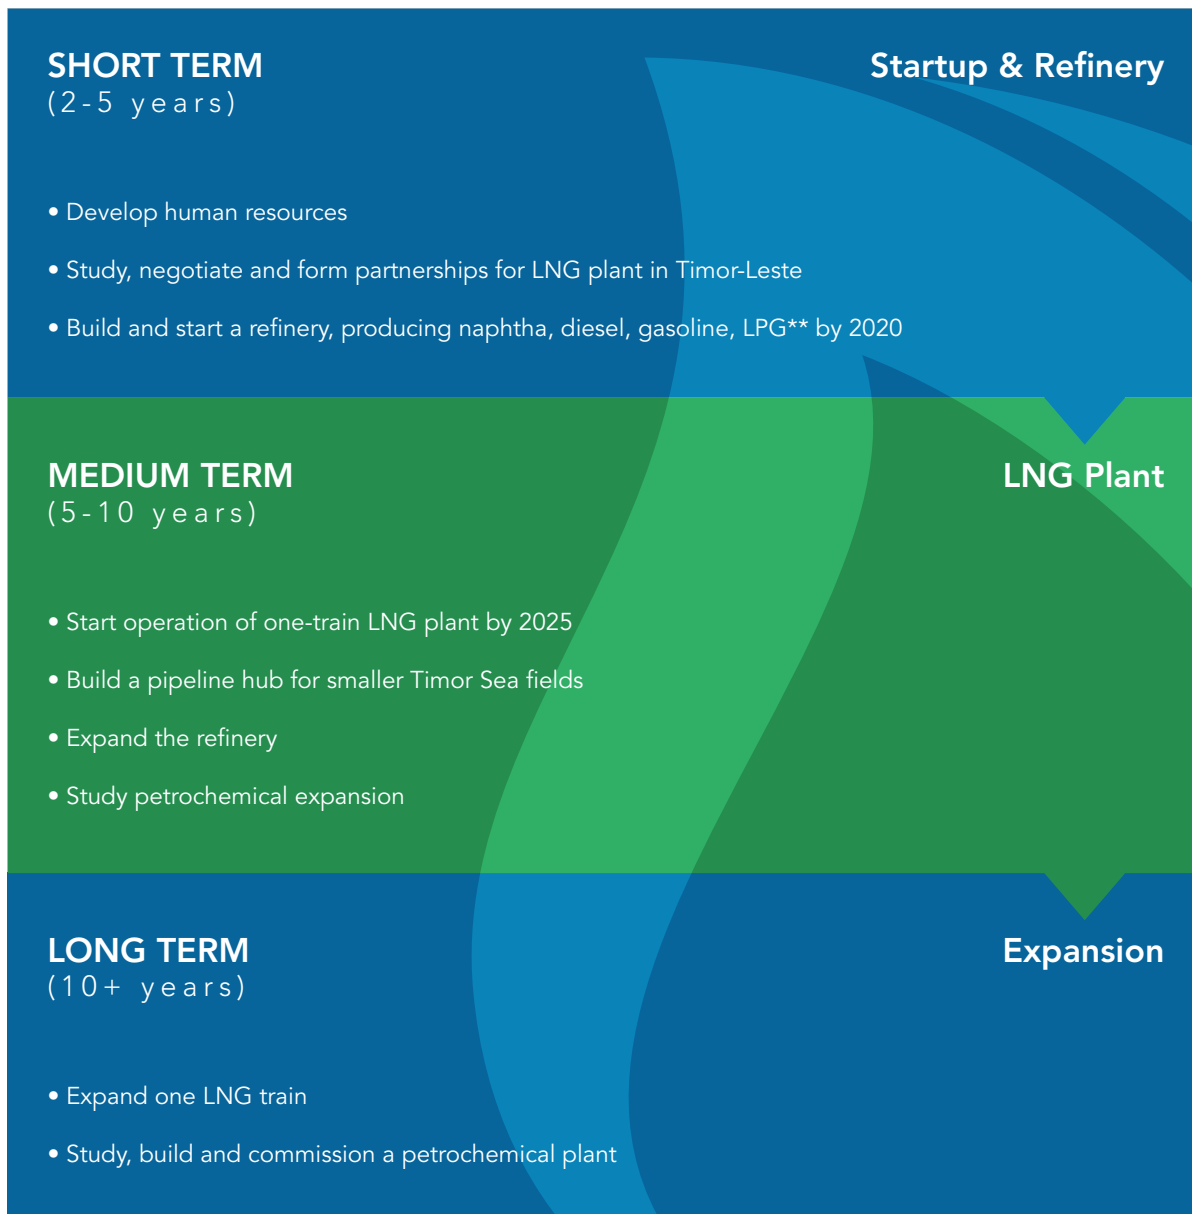 SHORT TERM
Startup & Refinery
(2-5 years)
• Develop human resources
• Study, negotiate and form partnerships for LNG plant in Timor-Leste
• Build and start a refinery, producing naphtha, diesel, gasoline, LPG** by 2020
MEDIUM TERM
LNG Plant
(5-10 years)
• Start operation of one-train LNG plant by 2025
• Build a pipeline hub for smaller Timor Sea fields
• Expand the refinery
• Study petrochemical expansion
LONG TERM
Expansion
(10+ years)
• Expand one LNG train
• Study, build and commission a petrochemical plant